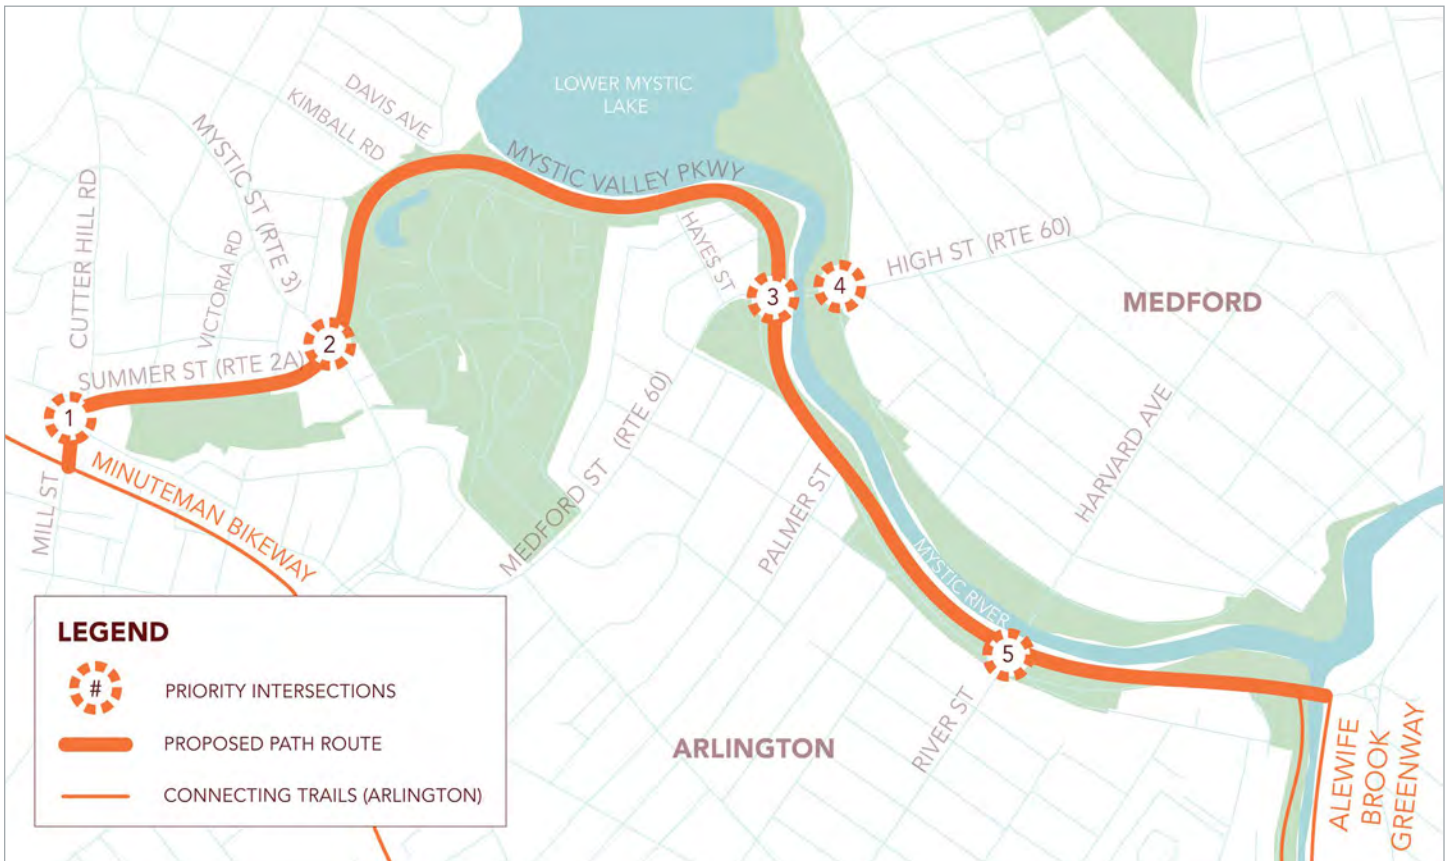 LOWER MYSTIC
LAKE
DAVIS AVE
KIMBALL RD
MYSTIC ST (RTE 3)
MYSTIC VALLEY PKWY
CUTTER HILL RD
VICTORIA RD
HAYES ST
HIGH ST (RTE 60)
3
4
MEDFORD
2
SUMMER ST (RTE 2A)
1
MEDFORD ST (RTE 60)
HARVARD AVE
MINUTEMAN BIKEWAY
MILL ST
PALMER ST
MYSTIC RIVER
5
RIVER ST
ARLINGTON
ALEWIFE
BROOK
GREENWAY
LEGEND
# PRIORITY INTERSECTIONS
PROPOSED PATH ROUTE
CONNECTING TRAILS (ARLINGTON)